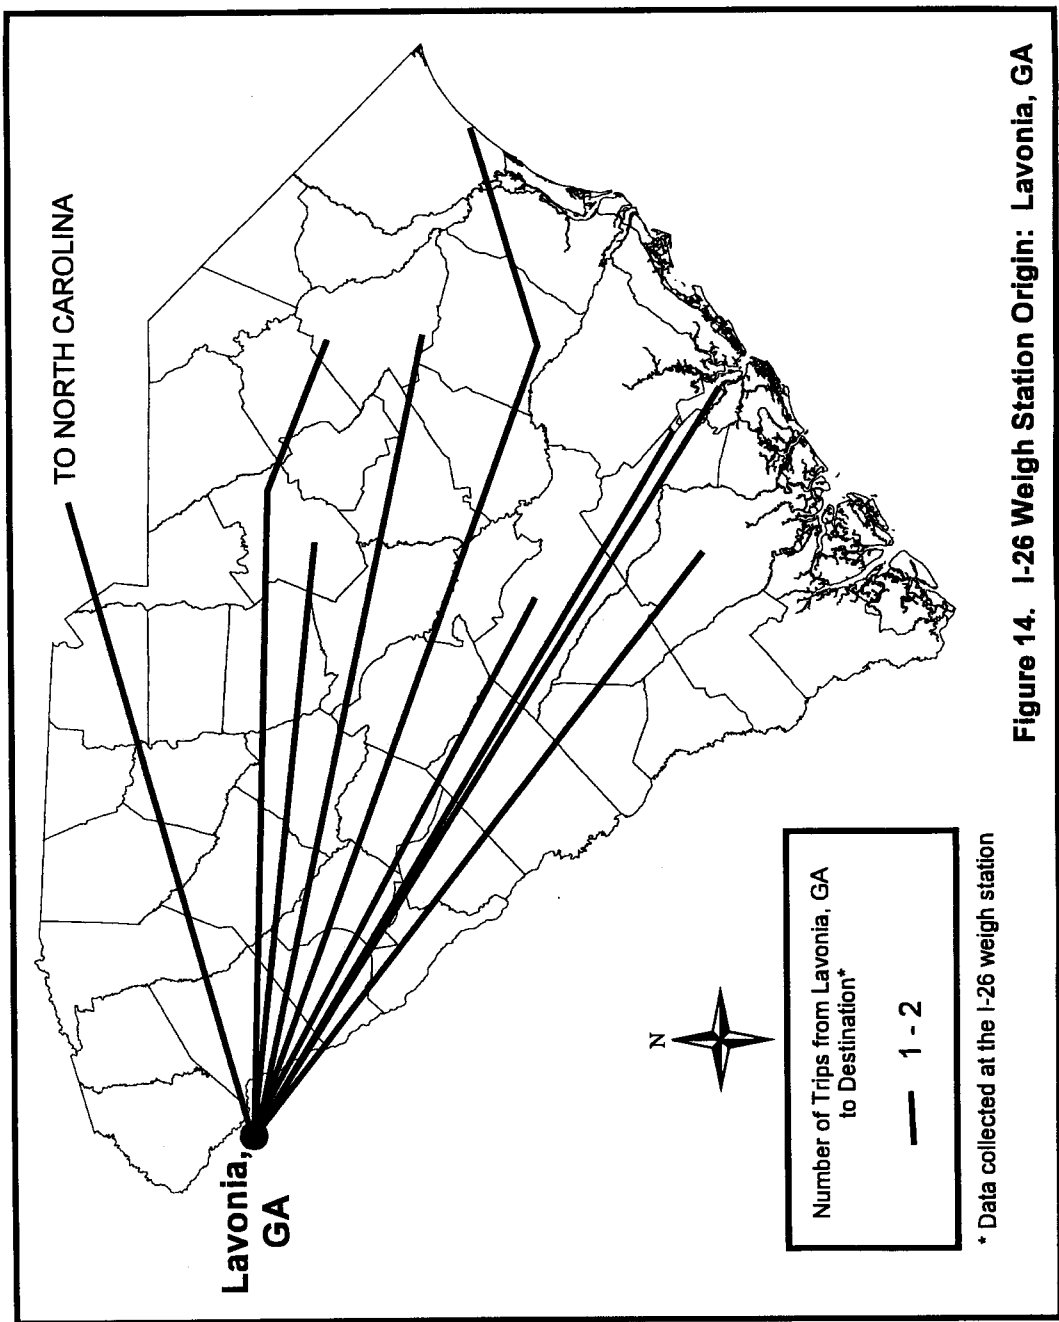 TO NORTH CAROLINA
Lavonia,
GA
N
Number of Trips from Lavonia, GA
to Destination*
1 - 2
* Data collected at the I-26 weigh station
Figure 14. I-26 Weigh Station Origin: Lavonia, GA